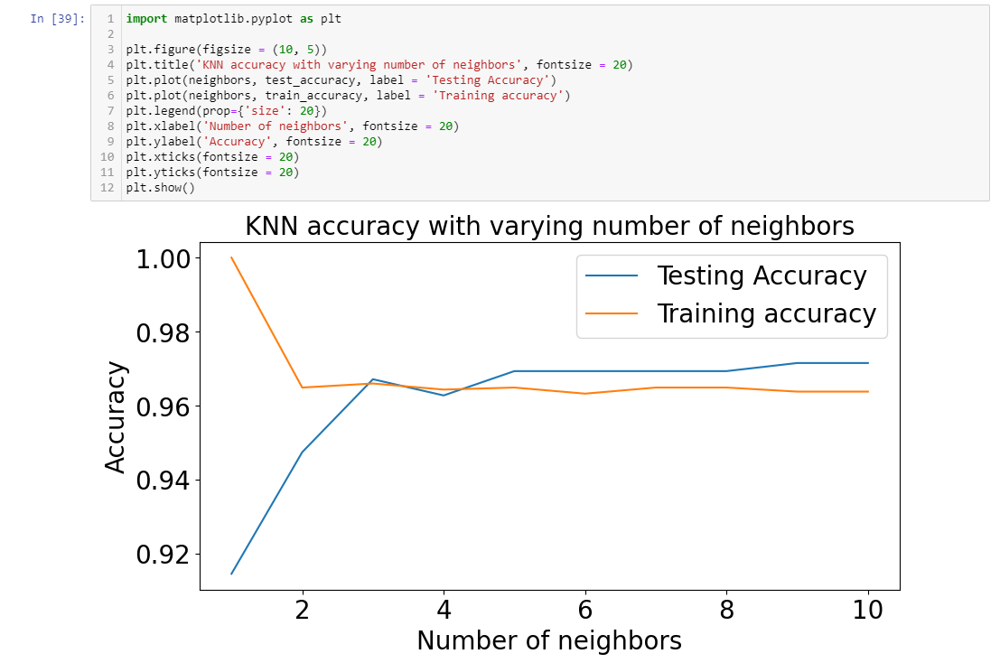 In [39]:
1 import matplotlib.pyplot as plt
2
3 plt.figure(figsize = (10, 5))
4 plt.title('KNN accuracy with varying number of neighbors', fontsize = 20)
5 plt.plot(neighbors, test_accuracy, label = 'Testing Accuracy')
6 plt.plot(neighbors, train_accuracy, label = 'Training accuracy')
7 plt.legend(prop={'size': 20})
8 plt.xlabel('Number of neighbors', fontsize = 20)
9 plt.ylabel('Accuracy', fontsize = 20)
10 plt.xticks(fontsize = 20)
11 plt.yticks(fontsize = 20)
12 plt.show()
KNN accuracy with varying number of neighbors
Testing Accuracy
Training accuracy
Accuracy
1.00
0.98
0.96
0.94
0.92
2 4 6 8 10
Number of neighbors